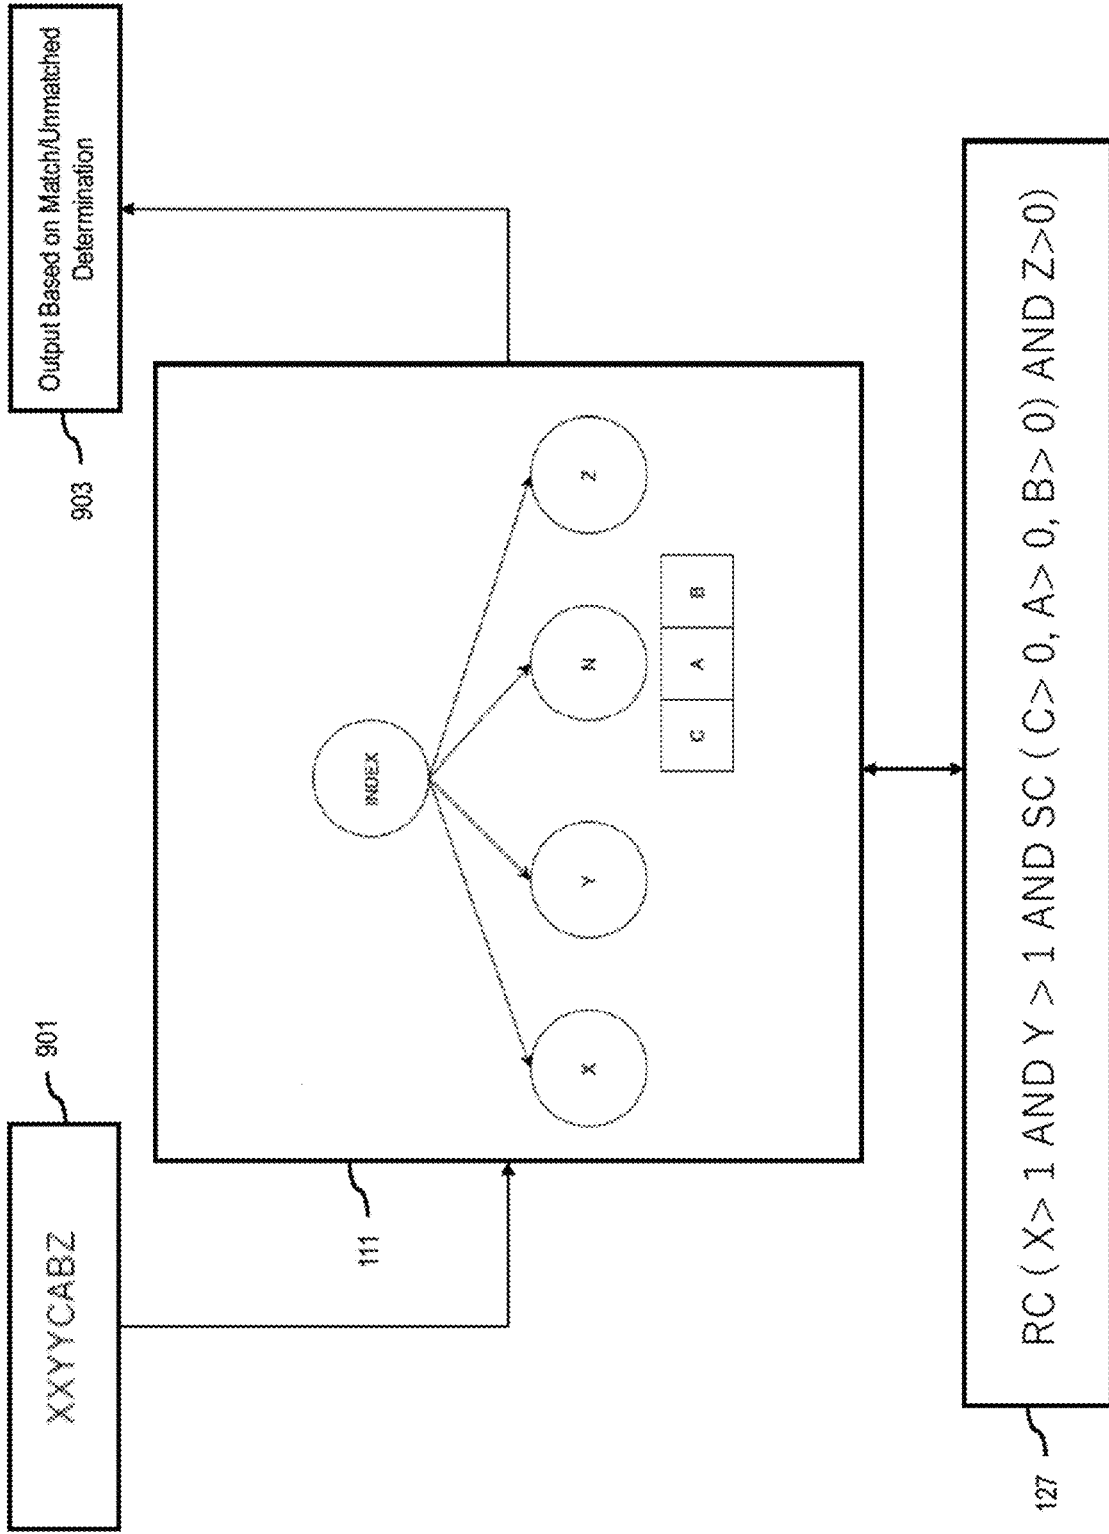 XXYYCABZ
901
Output Based on Match/Unmatched
Determination
903
111
INDEX
X
Y
N
Z
C
A
B
RC ( X> 1 AND Y > 1 AND SC ( C> 0, A> 0, B> 0) AND Z>0)
127